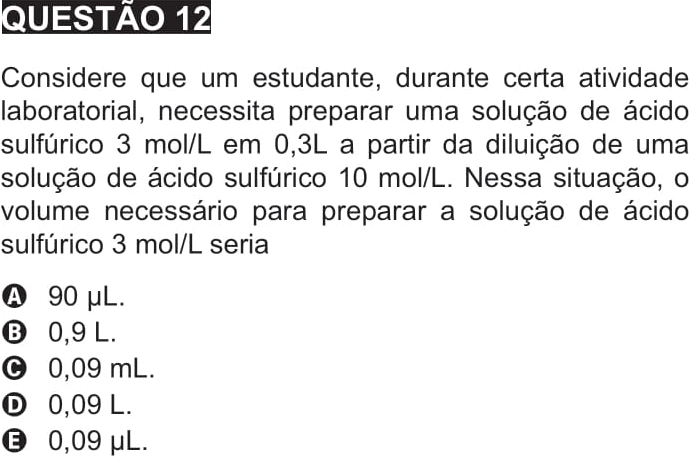 QUESTÃO 12
Considere que um estudante, durante certa atividade
laboratorial, necessita preparar uma solução de ácido
sulfúrico 3 mol/L em 0,3L a partir da diluição de uma
solução de ácido sulfúrico 10 mol/L. Nessa situação, o
volume necessário para preparar a solução de ácido
sulfúrico 3 mol/L seria
A 90 µL.
B 0,9 L.
C 0,09 mL.
D 0,09 L.
E 0,09 µL.